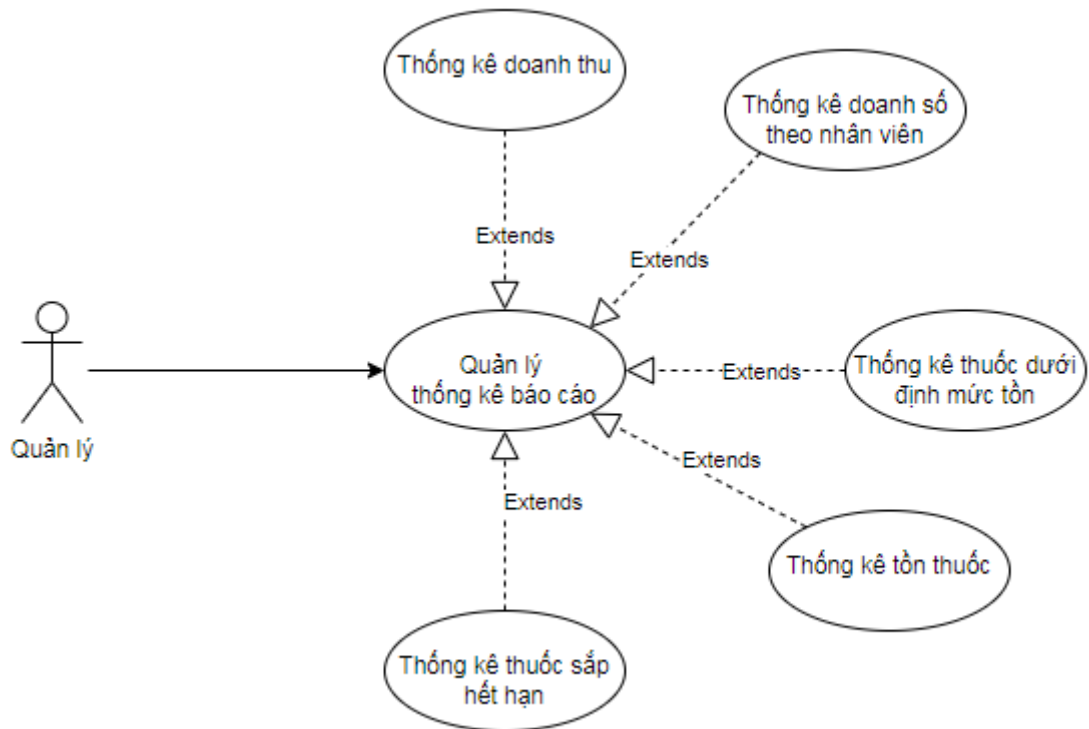 Thống kê doanh thu
Thống kê doanh số
theo nhân viên
Extends
Extends
Quản lý
thống kê báo cáo
Extends
Thống kê thuốc dưới
định mức tồn
Quản lý
Extends
Extends
Thống kê tồn thuốc
Thống kê thuốc sắp
hết hạn